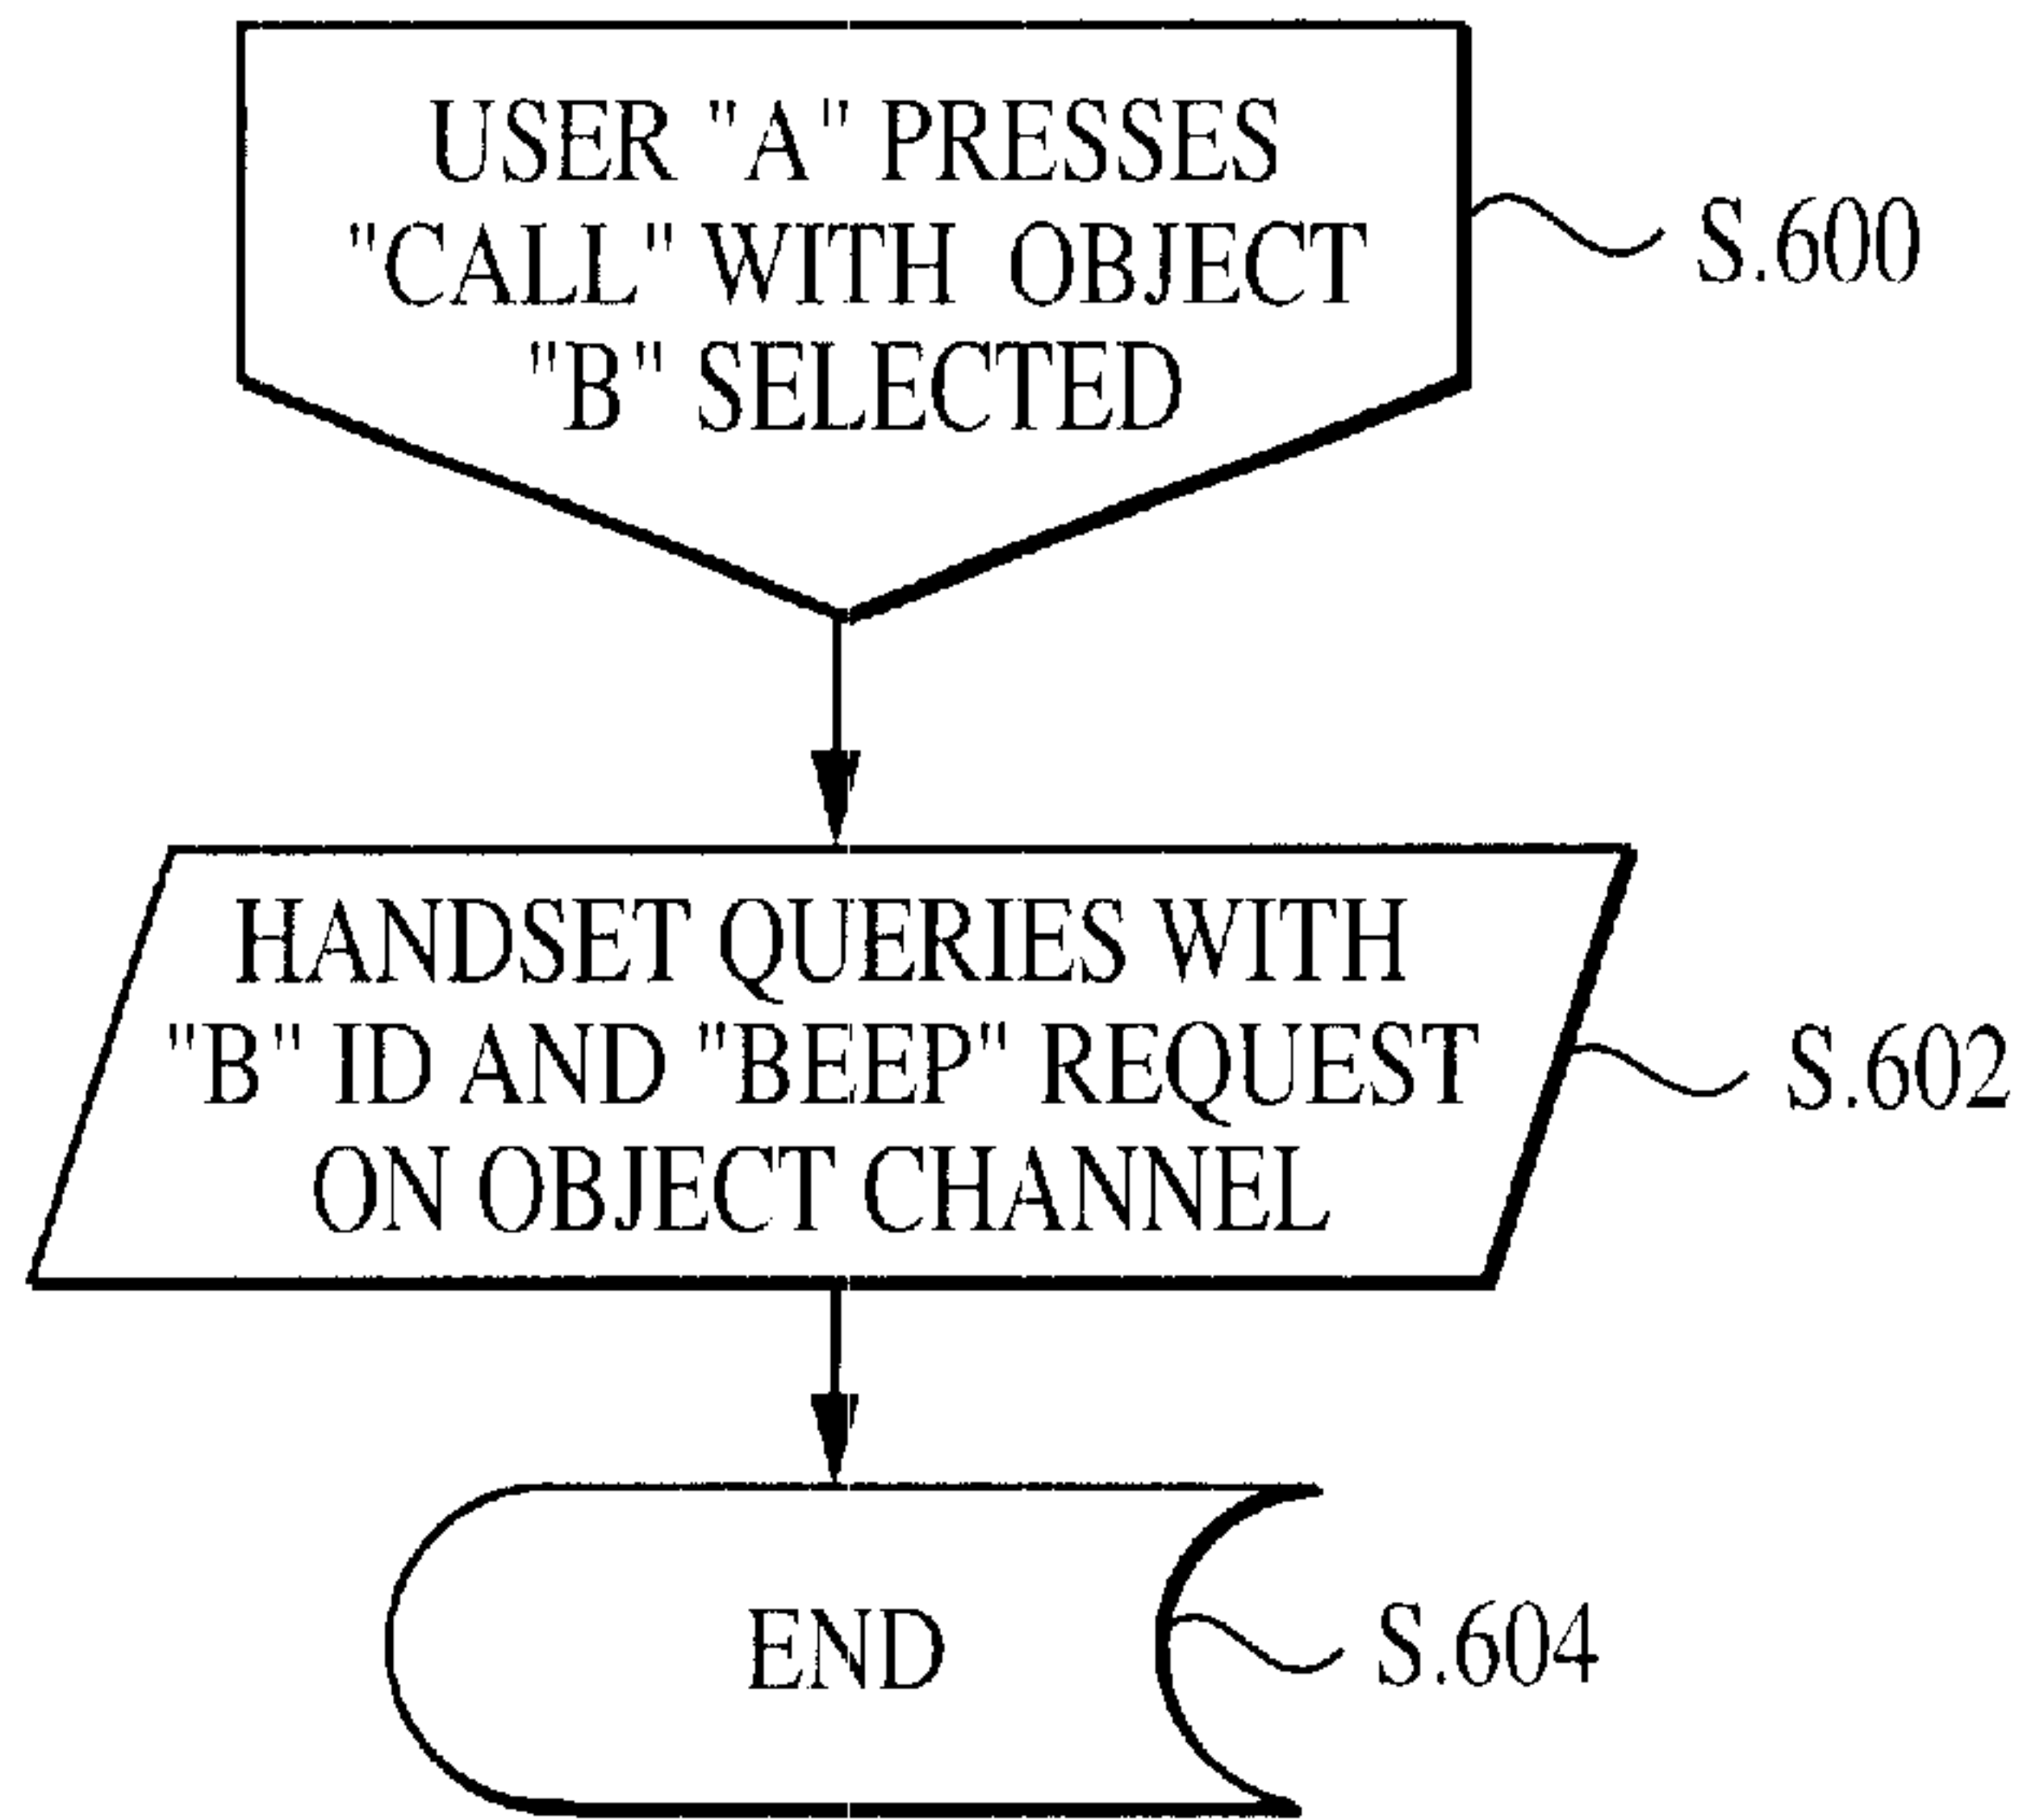 USER "A" PRESSES
"CALL" WITH OBJECT
"B" SELECTED
S.600
HANDSET QUERIES WITH
"B" ID AND "BEEP" REQUEST
ON OBJECT CHANNEL
S.602
END
S.604